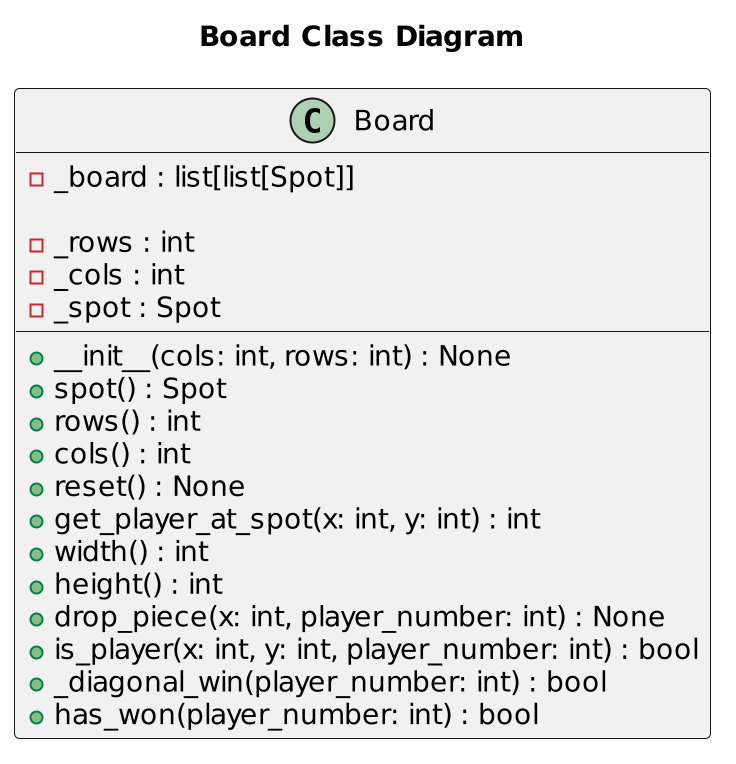 Board Class Diagram
C Board
_board : list[list[Spot]]
_rows : int
_cols : int
_spot : Spot
__init__(cols: int, rows: int) : None
spot() : Spot
rows() : int
cols() : int
reset() : None
get_player_at_spot(x: int, y: int) : int
width() : int
height() : int
drop_piece(x: int, player_number: int) : None
is_player(x: int, y: int, player_number: int) : bool
_diagonal_win(player_number: int) : bool
has_won(player_number: int) : bool